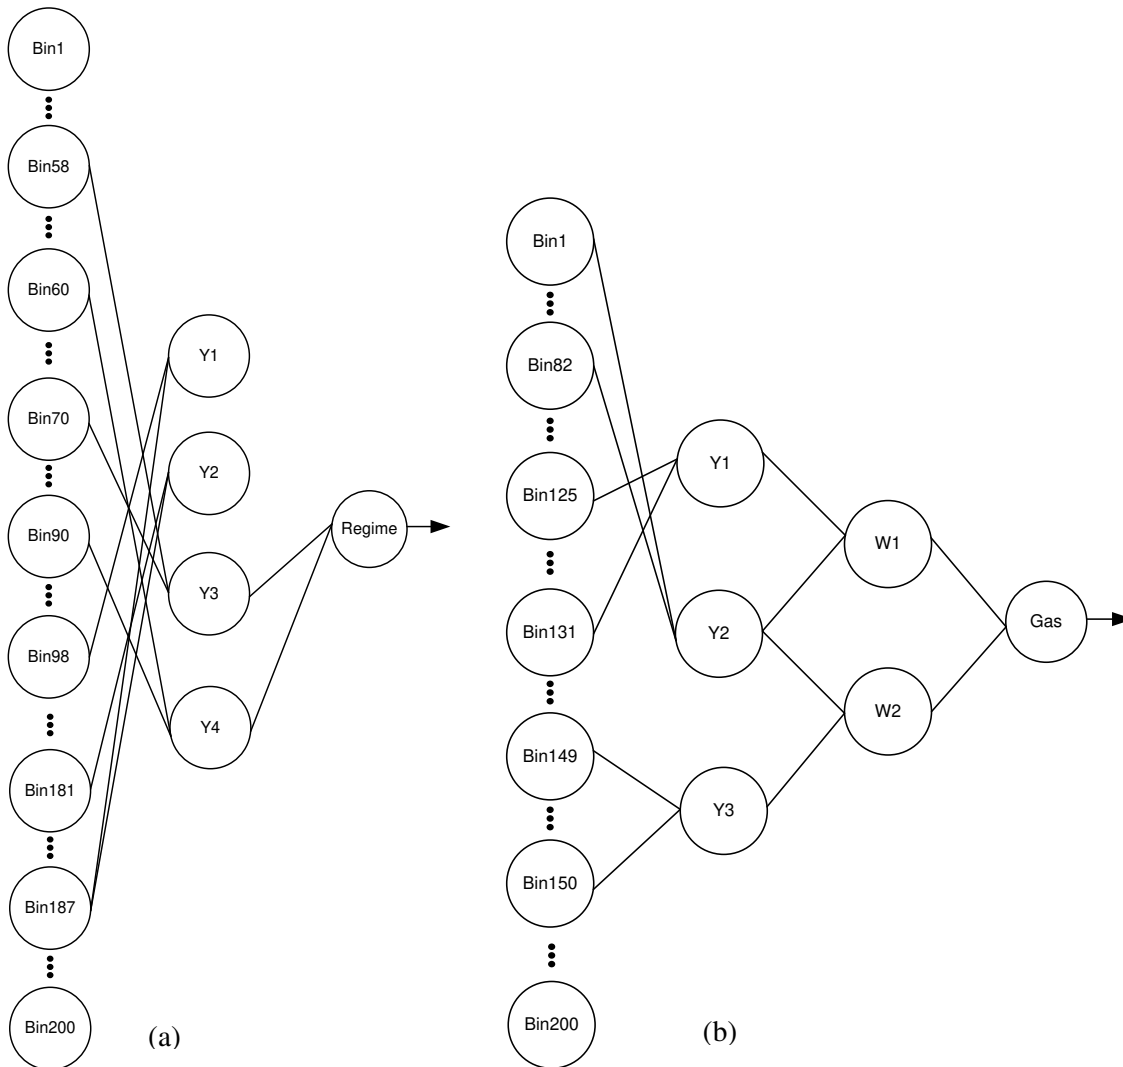 Bin1
Bin58
Bin60
Bin70
Bin90
Bin98
Bin181
Bin187
Bin200
Y1
Y2
Y3
Y4
Regime
(a)
Bin1
Bin82
Bin125
Bin131
Bin149
Bin150
Bin200
Y1
Y2
Y3
W1
W2
Gas
(b)